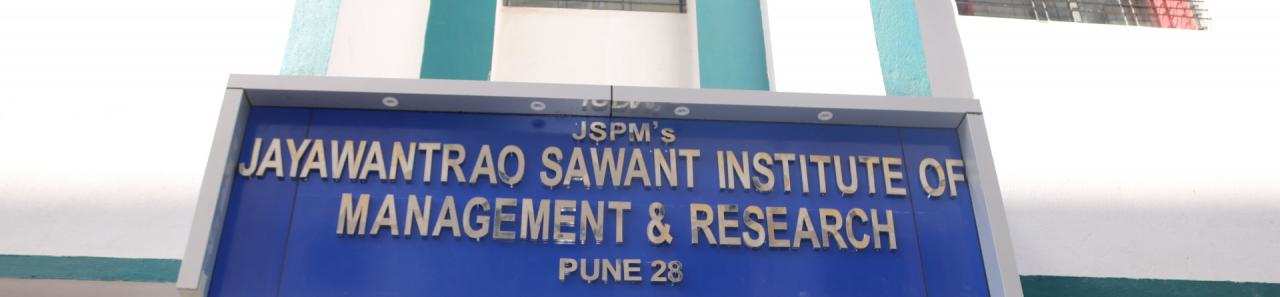 JSPM's
JAYAWANTRAO SAWANT INSTITUTE OF
MANAGEMENT & RESEARCH
PUNE 28